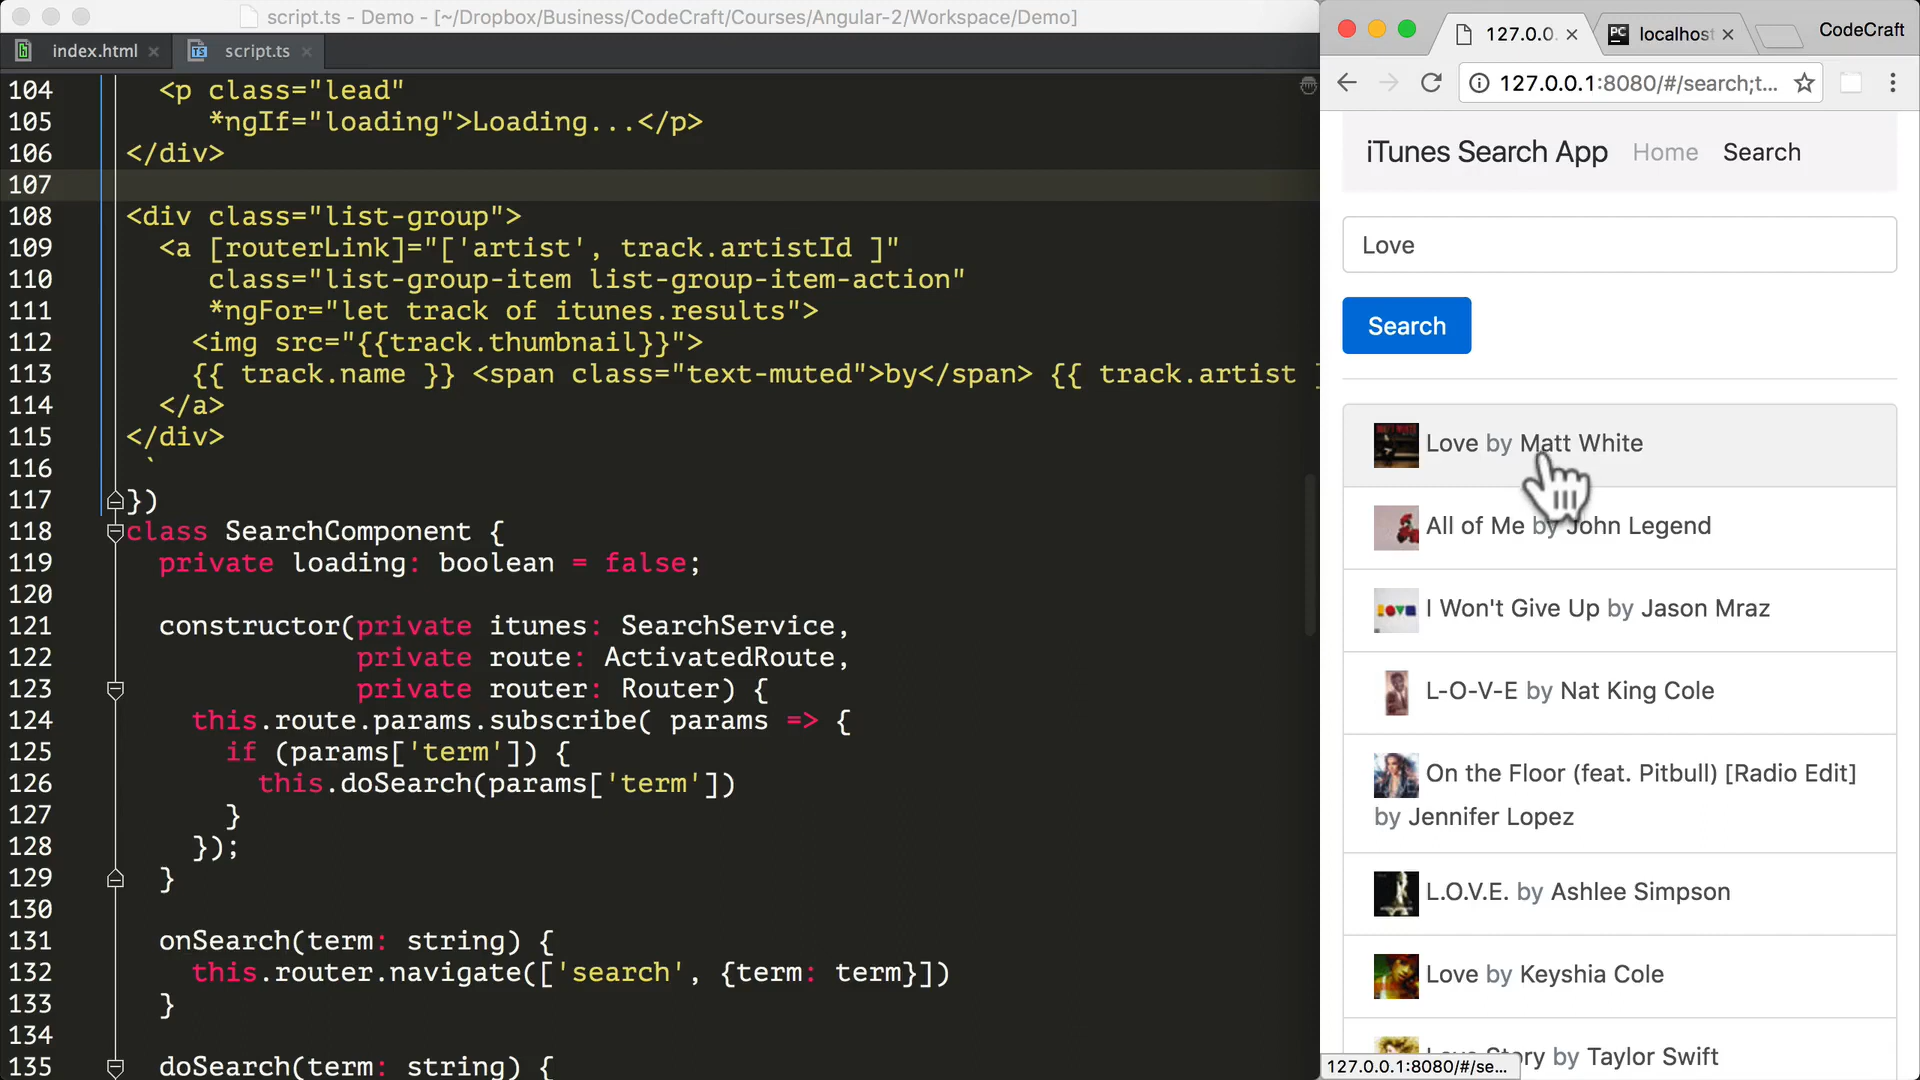 script.ts - Demo - [~/Dropbox/Business/CodeCraft/Courses/Angular-2/Workspace/Demo]
index.html
TS script.ts
104 <p class="lead"
105 *ngIf="loading">Loading...</p>
106 </div>
107
108 <div class="list-group">
109 <a [routerLink]="['artist', track.artistId ]"
110 class="list-group-item list-group-item-action"
111 *ngFor="let track of itunes.results">
112 <img src="{{track.thumbnail}}">
113 {{ track.name }} <span class="text-muted">by</span> {{ track.artist
114 </a>
115 </div>
116 `
117 })
118 class SearchComponent {
119 private loading: boolean = false;
120
121 constructor(private itunes: SearchService,
122 private route: ActivatedRoute,
123 private router: Router) {
124 this.route.params.subscribe( params => {
125 if (params['term']) {
126 this.doSearch(params['term'])
127 }
128 });
129 }
130
131 onSearch(term: string) {
132 this.router.navigate(['search', {term: term}])
133 }
134
135 doSearch(term: string) {
127.0.0.
PC localhost
CodeCraft
127.0.0.1:8080/#/search;t...
iTunes Search App Home Search
Love
Search
Love by Matt White
All of Me by John Legend
I Won't Give Up by Jason Mraz
L-O-V-E by Nat King Cole
On the Floor (feat. Pitbull) [Radio Edit]
by Jennifer Lopez
L.O.V.E. by Ashlee Simpson
Love by Keyshia Cole
Love Story by Taylor Swift
127.0.0.1:8080/#/se...